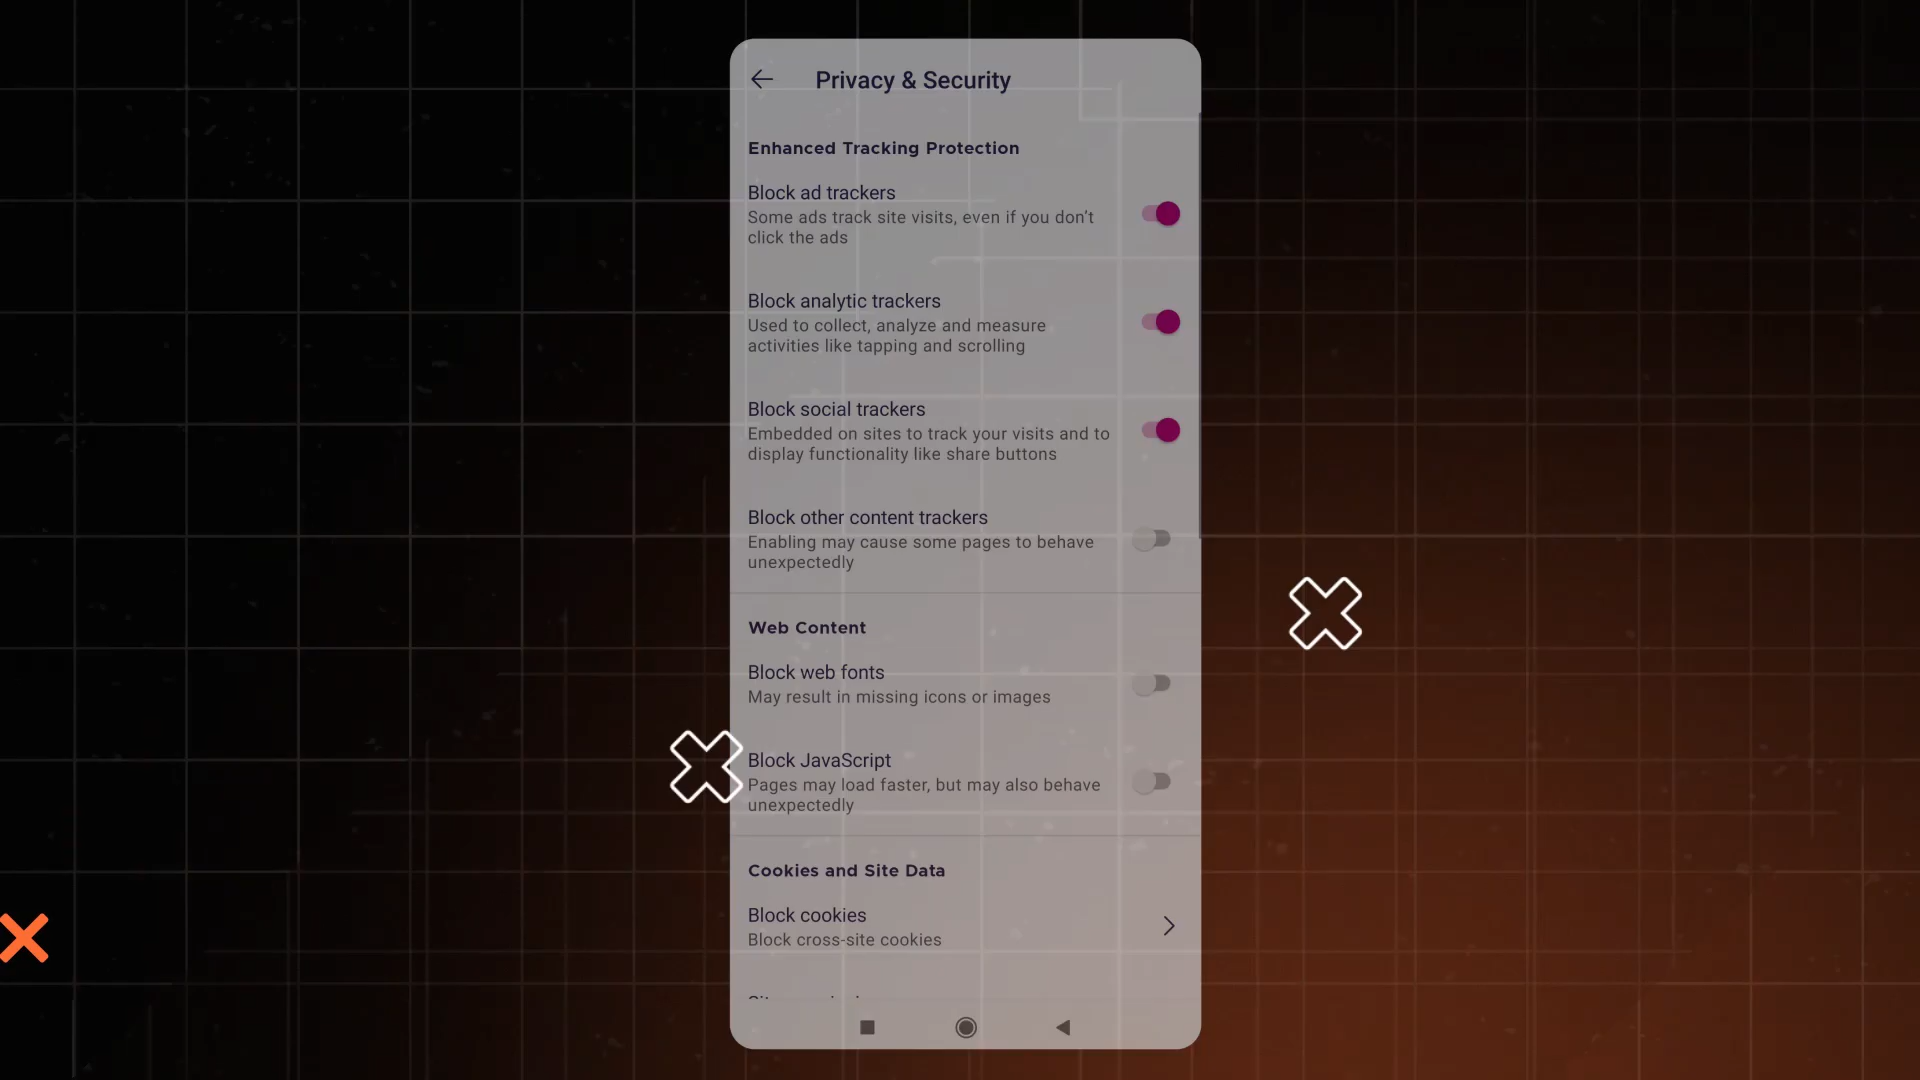 Privacy & Security
Enhanced Tracking Protection
Block ad trackers
Some ads track site visits, even if you don't
click the ads
Block analytic trackers
Used to collect, analyze and measure
activities like tapping and scrolling
Block social trackers
Embedded on sites to track your visits and to
display functionality like share buttons
Block other content trackers
Enabling may cause some pages to behave
unexpectedly
Web Content
Block web fonts
May result in missing icons or images
Block JavaScript
Pages may load faster, but may also behave
unexpectedly
Cookies and Site Data
Block cookies
Block cross-site cookies